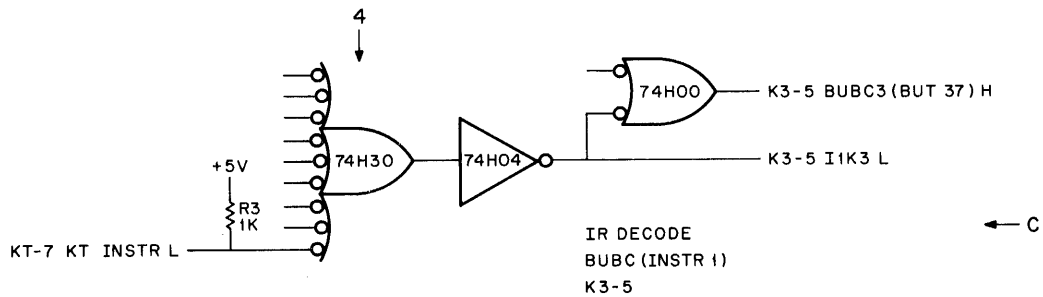 4
74H00
K3-5 BUBC3 (BUT 37) H
74H30
74H04
K3-5 I1K3 L
+5V
R3
1K
KT-7 KT INSTR L
C
IR DECODE
BUBC (INSTR 1)
K3-5